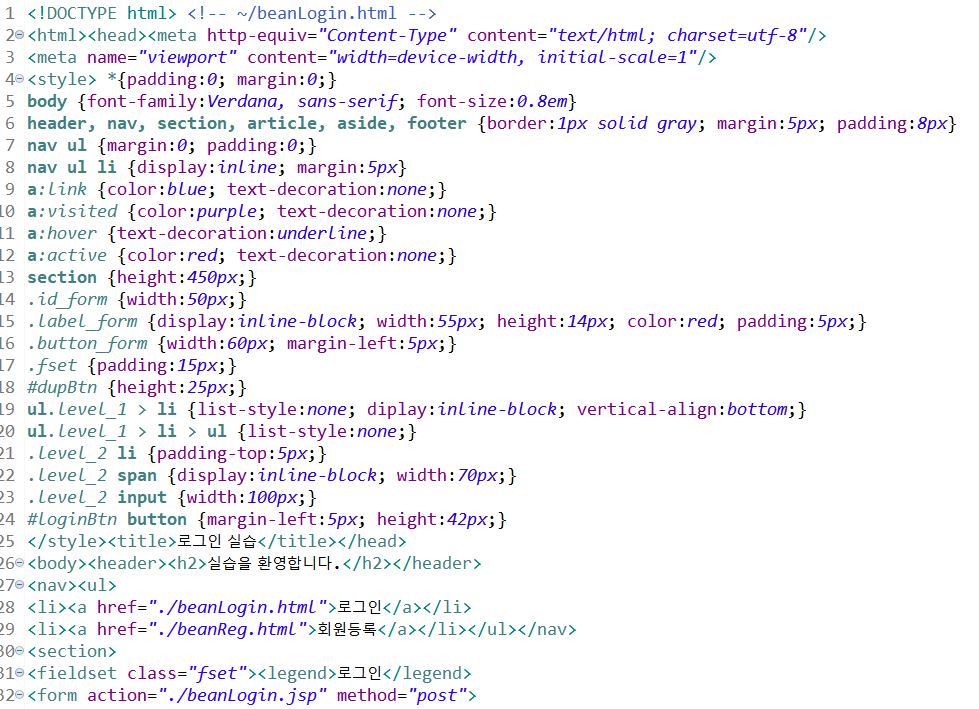 1 <!DOCTYPE html> <!-- ~/beanLogin.html -->
2 <html><head><meta http-equiv="Content-Type" content="text/html; charset=utf-8"/>
3 <meta name="viewport" content="width=device-width, initial-scale=1"/>
4 <style> *{padding:0; margin:0;}
5 body {font-family:Verdana, sans-serif; font-size:0.8em}
6 header, nav, section, article, aside, footer {border:1px solid gray; margin:5px; padding:8px}
7 nav ul {margin:0; padding:0;}
8 nav ul li {display:inline; margin:5px}
9 a:link {color:blue; text-decoration:none;}
10 a:visited {color:purple; text-decoration:none;}
11 a:hover {text-decoration:underline;}
12 a:active {color:red; text-decoration:none;}
13 section {height:450px;}
14 .id_form {width:50px;}
15 .label_form {display:inline-block; width:55px; height:14px; color:red; padding:5px;}
16 .button_form {width:60px; margin-left:5px;}
17 .fset {padding:15px;}
18 #dupBtn {height:25px;}
19 ul.level_1 > li {list-style:none; diplay:inline-block; vertical-align:bottom;}
20 ul.level_1 > li > ul {list-style:none;}
21 .level_2 li {padding-top:5px;}
22 .level_2 span {display:inline-block; width:70px;}
23 .level_2 input {width:100px;}
24 #loginBtn button {margin-left:5px; height:42px;}
25 </style><title>로그인 실습</title></head>
26 <body><header><h2>실습을 환영합니다.</h2></header>
27 <nav><ul>
28 <li><a href="./beanLogin.html">로그인</a></li>
29 <li><a href="./beanReg.html">회원등록</a></li></ul></nav>
30 <section>
31 <fieldset class="fset"><legend>로그인</legend>
32 <form action="./beanLogin.jsp" method="post">